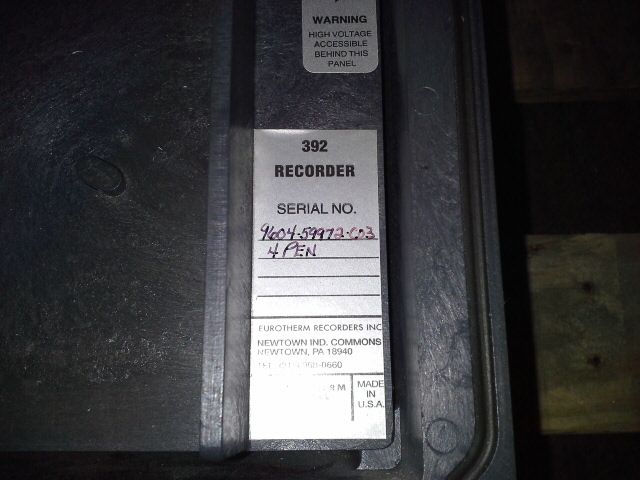 WARNING
HIGH VOLTAGE
ACCESSIBLE
BEHIND THIS
PANEL
392
RECORDER
SERIAL NO.
9604-59972-C03
4 PEN
EUROTHERM RECORDERS INC
NEWTOWN IND. COMMONS
NEWTOWN, PA 18940
MADE
IN
U.S.A.